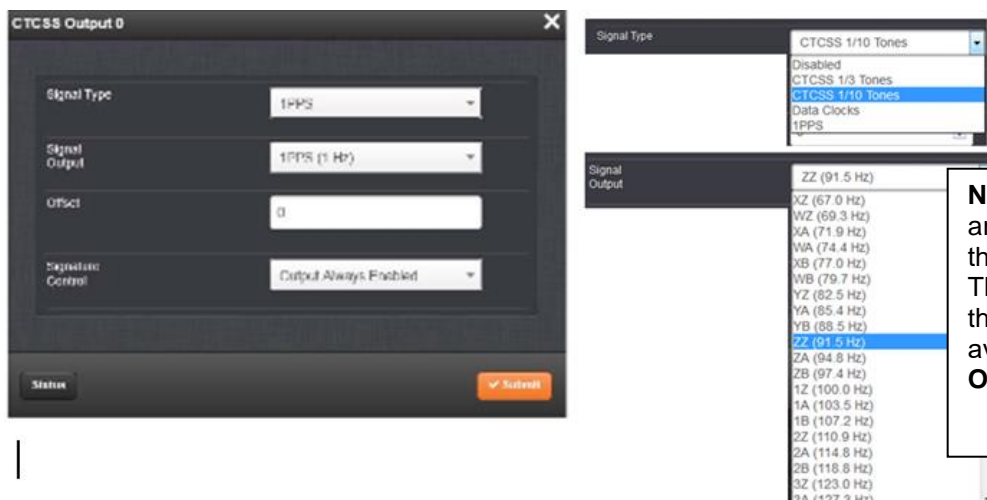 CTCSS Output 0
Signal Type
1PPS
Signal
Output
1PPS (1 Hz)
Offset
0
Signature
Control
Output Always Enabled
Status
Submit
Signal Type
CTCSS 1/10 Tones
Disabled
CTCSS 1/3 Tones
CTCSS 1/10 Tones
Data Clocks
1PPS
Signal
Output
ZZ (91.5 Hz)
XZ (67.0 Hz)
WZ (69.3 Hz)
XA (71.9 Hz)
WA (74.4 Hz)
XB (77.0 Hz)
WB (79.7 Hz)
YZ (82.5 Hz)
YA (85.4 Hz)
YB (88.5 Hz)
ZZ (91.5 Hz)
ZA (94.8 Hz)
ZB (97.4 Hz)
1Z (100.0 Hz)
1A (103.5 Hz)
1B (107.2 Hz)
2Z (110.9 Hz)
2A (114.8 Hz)
2B (118.8 Hz)
3Z (123.0 Hz)
3A (127.3 Hz)
N
ar
th
Th
th
av
O